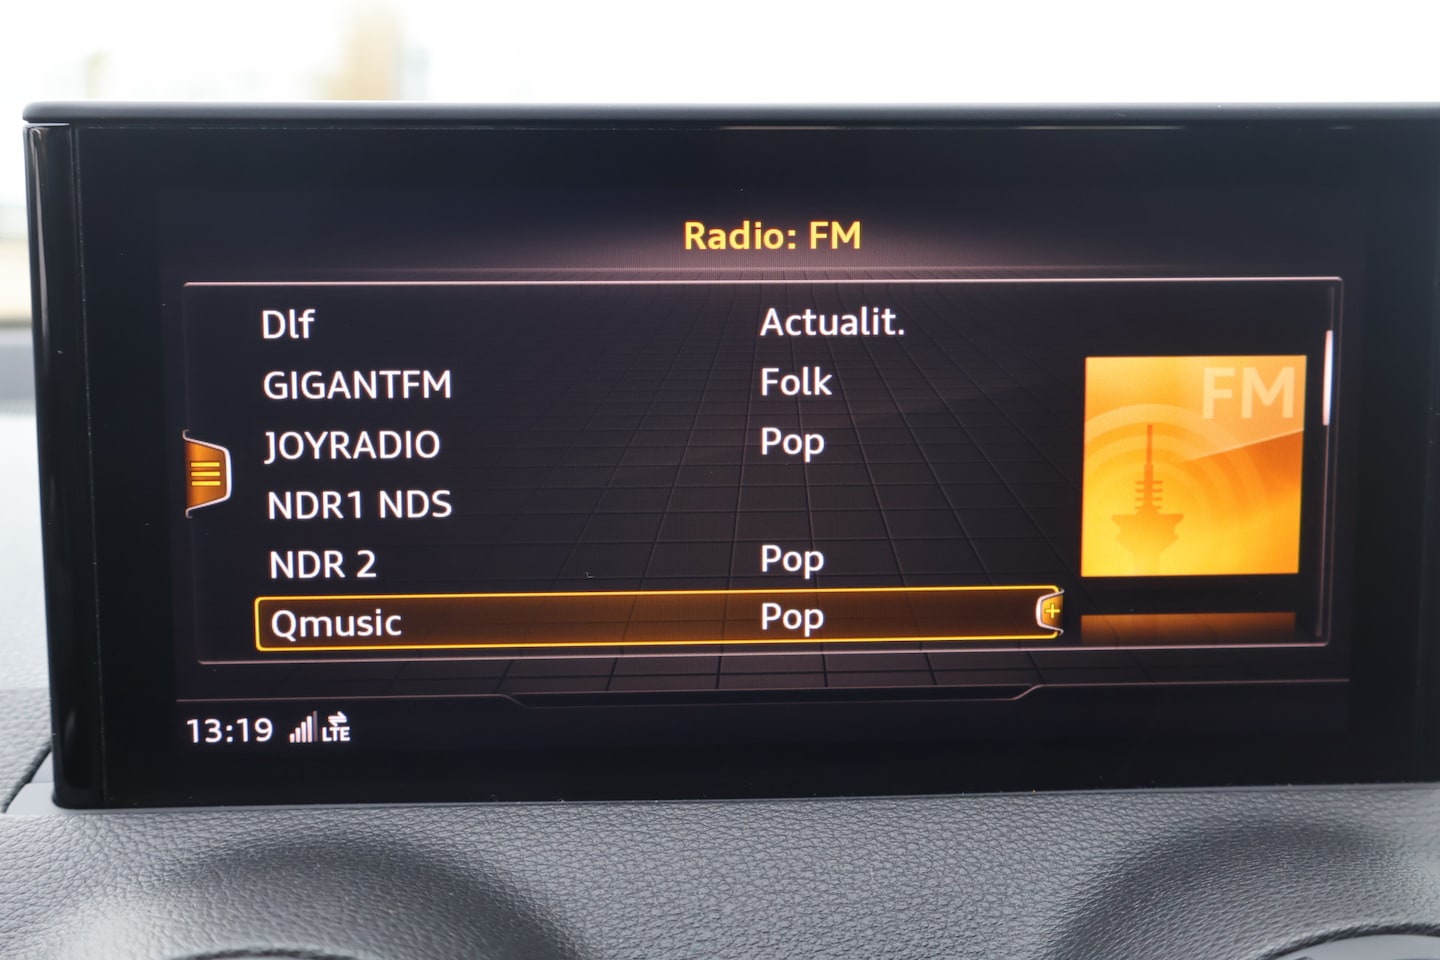 Radio: FM
Dlf Actualit.
GIGANTFM Folk
JOYRADIO Pop
NDR1 NDS
NDR 2 Pop
Qmusic Pop
FM
13:19 LTE